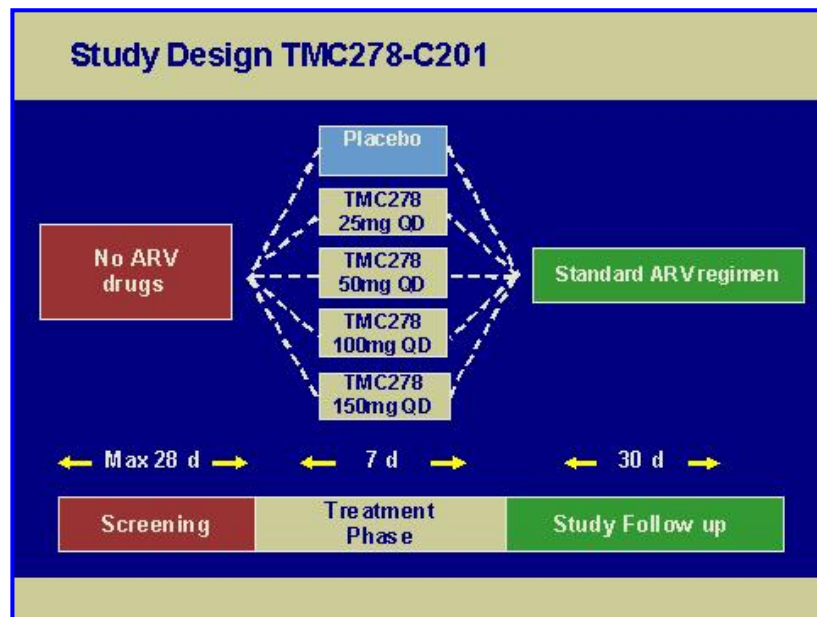 Study Design TMC278-C201
Placebo
TMC278
25mg QD
No ARV
drugs
TMC278
50mg QD
Standard ARV regimen
TMC278
100mg QD
TMC278
150mg QD
Max 28 d
7 d
30 d
Screening
Treatment
Phase
Study Follow up